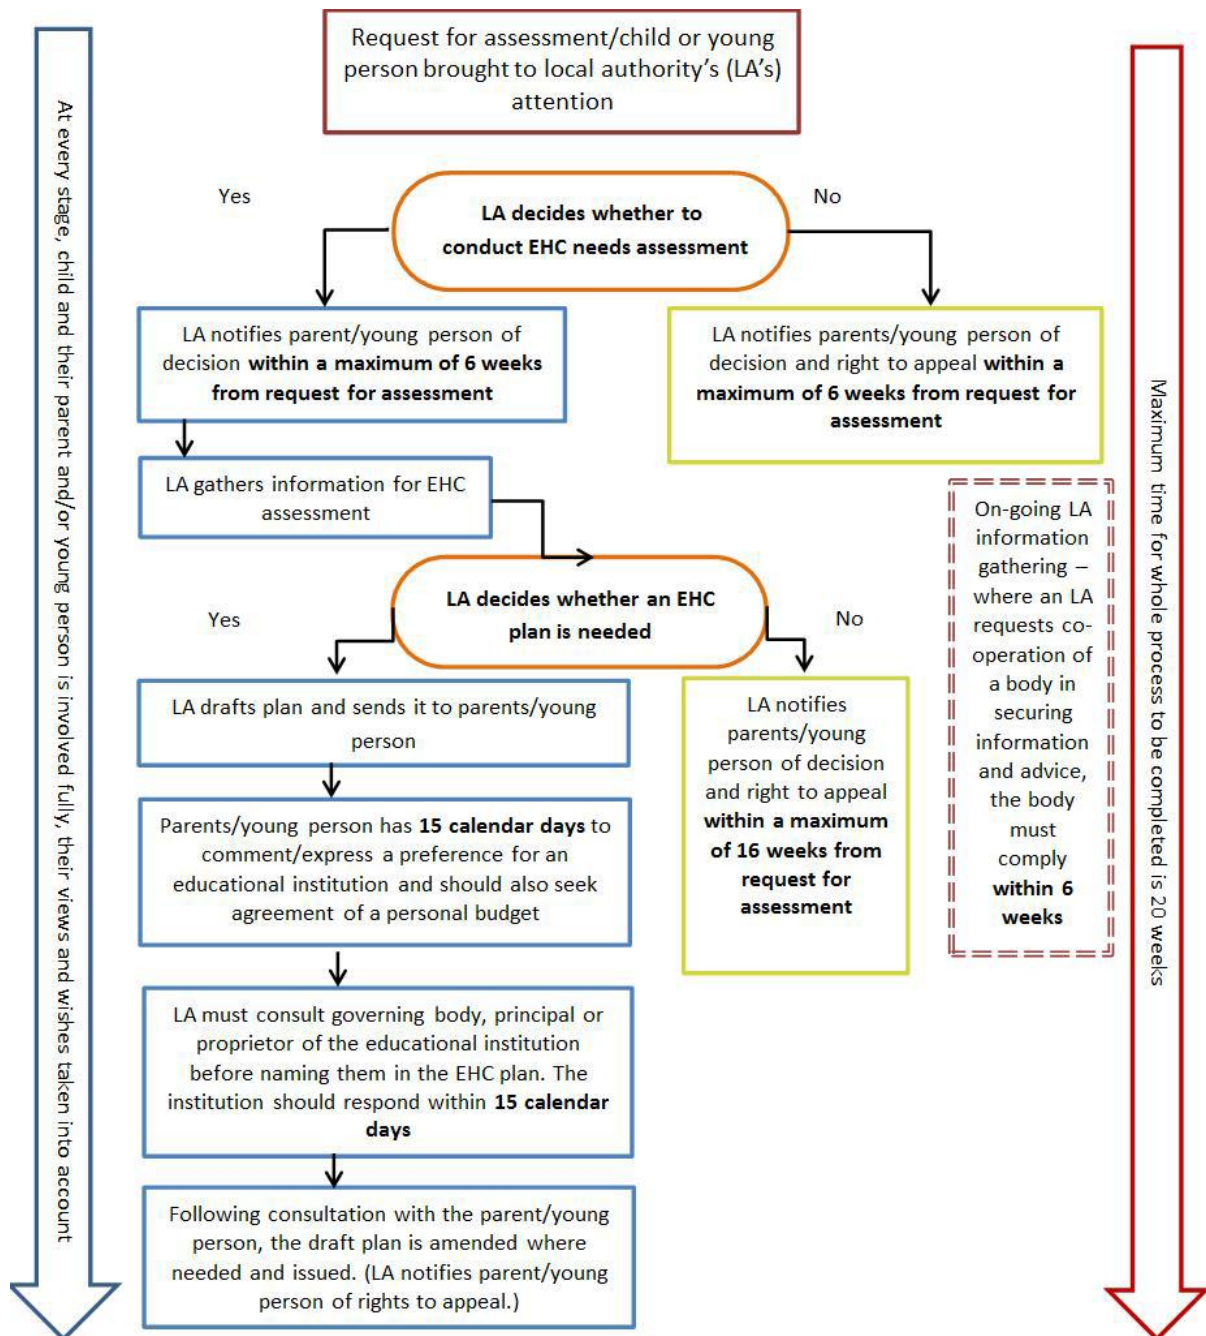 Request for assessment/child or young
person brought to local authority's (LA's)
attention
At every stage, child and their parent and/or young person is involved fully, their views and wishes taken into account
Yes
LA decides whether to
conduct EHC needs assessment
No
LA notifies parent/young person of
decision within a maximum of 6 weeks
from request for assessment
LA notifies parents/young person of
decision and right to appeal within a
maximum of 6 weeks from request for
assessment
Maximum time for whole process to be completed is 20 weeks
LA gathers information for EHC
assessment
On-going LA
information
gathering –
where an LA
requests co-
operation of
a body in
securing
information
and advice,
the body
must
comply
within 6
weeks
LA decides whether an EHC
plan is needed
Yes
No
LA drafts plan and sends it to parents/young
person
LA notifies
parents/young
person of decision
and right to appeal
within a maximum
of 16 weeks from
request for
assessment
Parents/young person has 15 calendar days to
comment/express a preference for an
educational institution and should also seek
agreement of a personal budget
LA must consult governing body, principal or
proprietor of the educational institution
before naming them in the EHC plan. The
institution should respond within 15 calendar
days
Following consultation with the parent/young
person, the draft plan is amended where
needed and issued. (LA notifies parent/young
person of rights to appeal.)